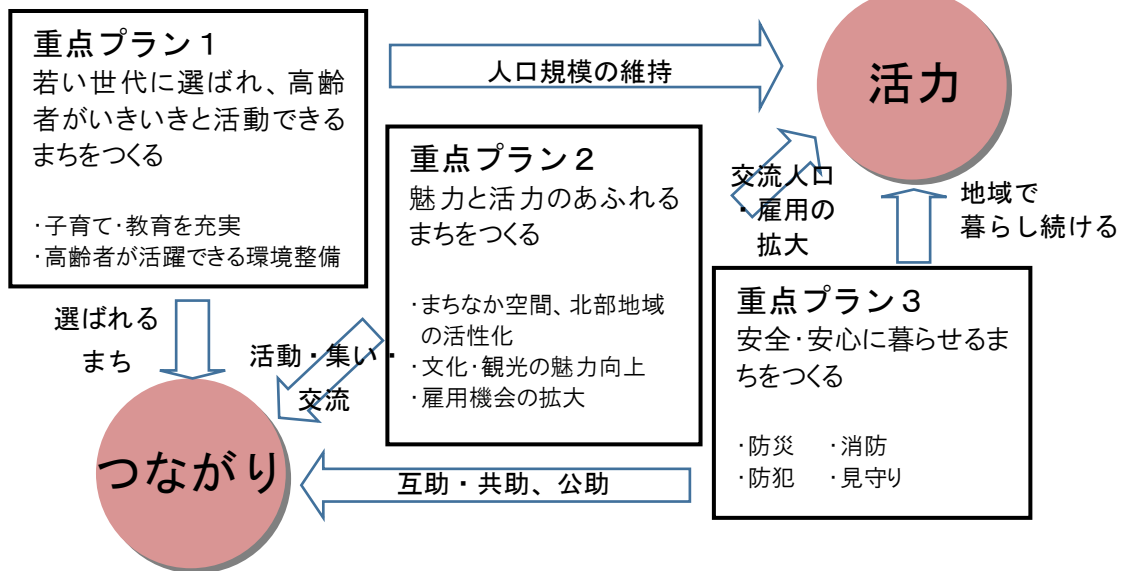 重点プラン１
若い世代に選ばれ、高齢
者がいきいきと活動できる
まちをつくる
・子育て・教育を充実
・高齢者が活躍できる環境整備
人口規模の維持
活力
重点プラン２
魅力と活力のあふれる
まちをつくる
・まちなか空間、北部地域
の活性化
・文化・観光の魅力向上
・雇用機会の拡大
交流人口
・雇用の
拡大
地域で
暮らし続ける
重点プラン３
安全・安心に暮らせるま
ちをつくる
・防災　・消防
・防犯　・見守り
選ばれる
まち
活動・集い・
交流
つながり
互助・共助、公助